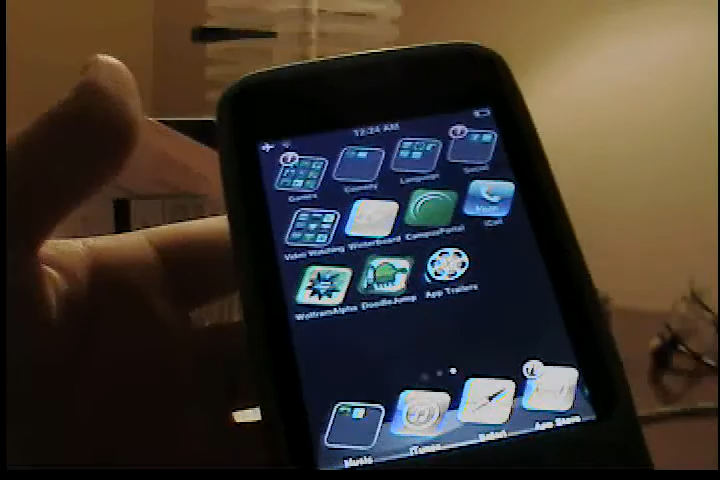 12:24 AM
Games Comedy Language Social
Video Watching WinterBoard CameraPortal iCall
WolframAlpha DoodleJump App Trailers
Music iTunes Safari App Store